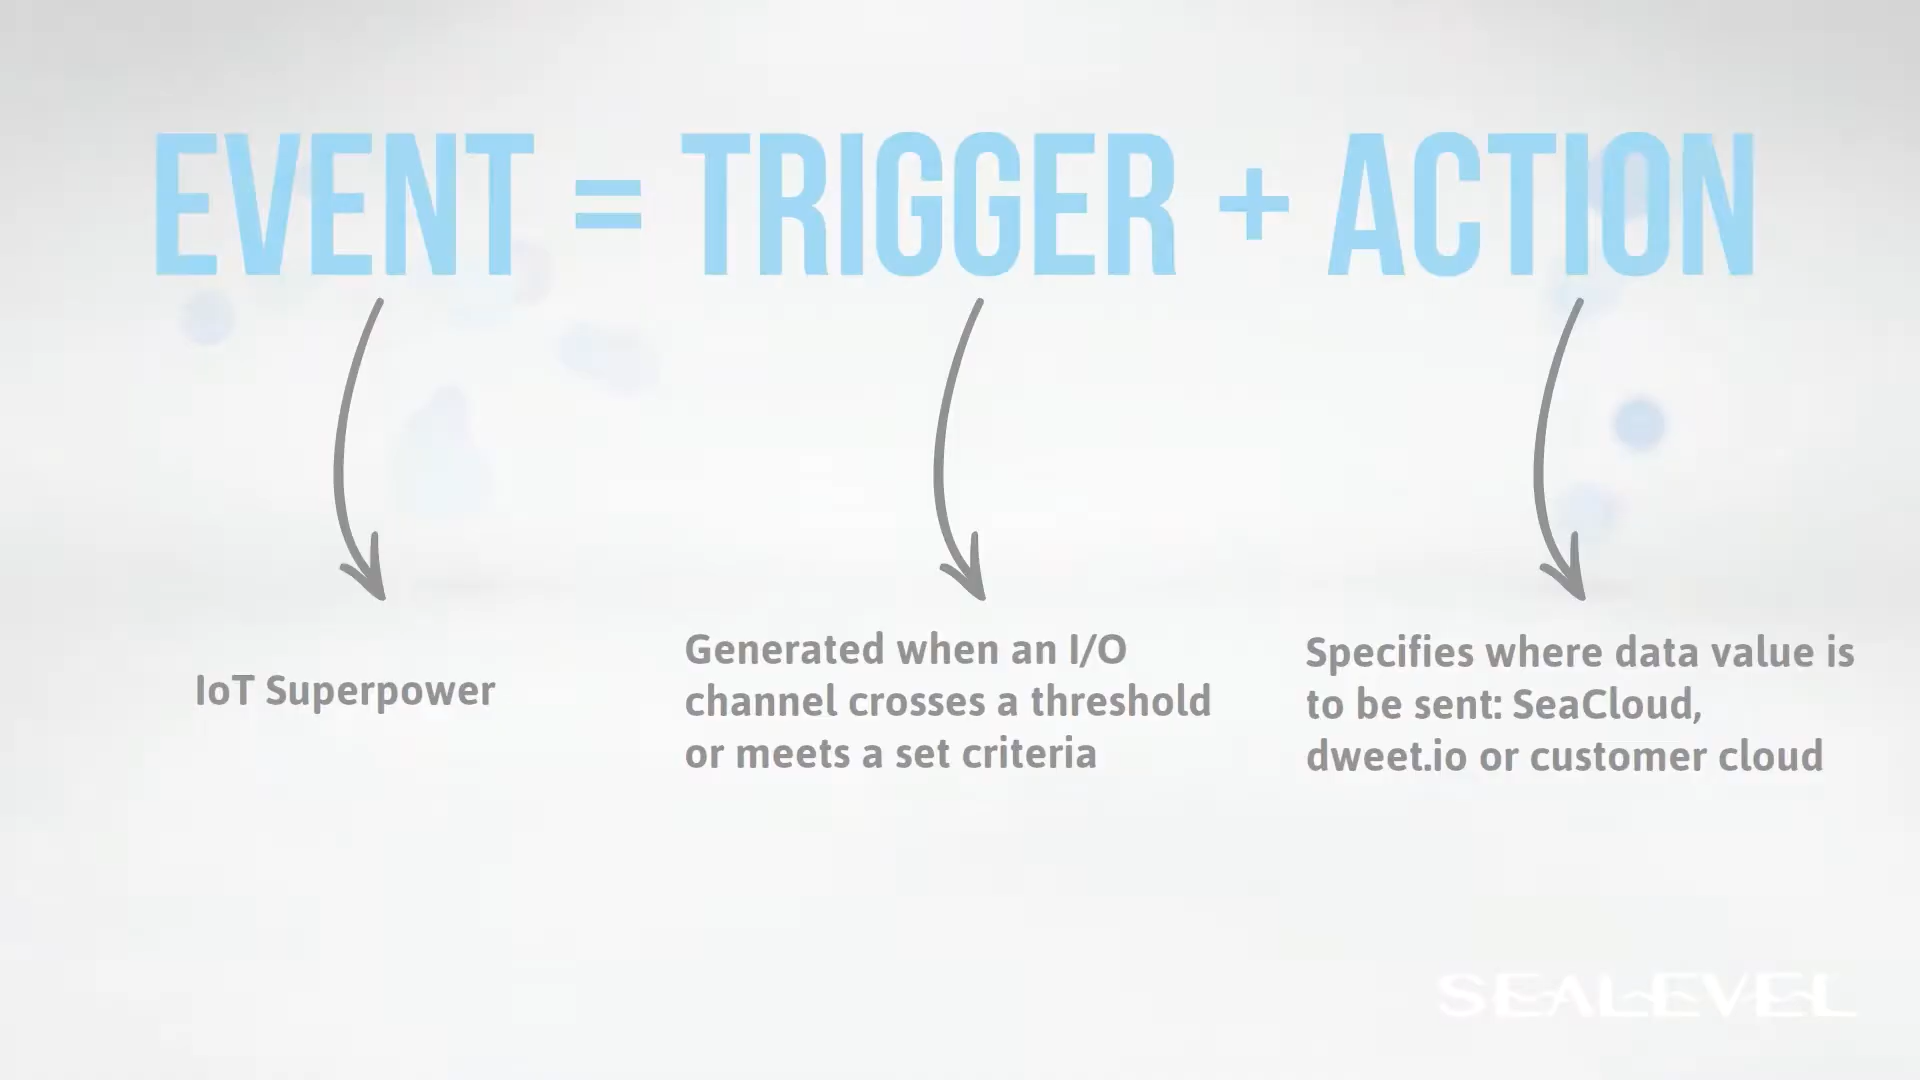 EVENT = TRIGGER + ACTION
IoT Superpower
Generated when an I/O
channel crosses a threshold
or meets a set criteria
Specifies where data value is
to be sent: SeaCloud,
dweet.io or customer cloud
SEALEVEL